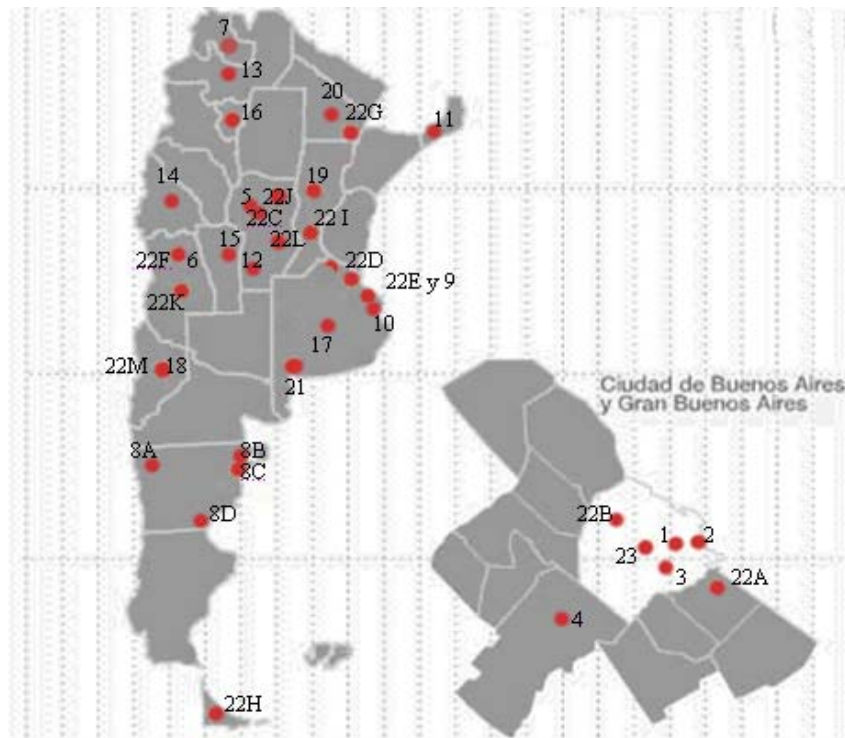 7
13
20
22G
11
16
14
5
22J
19
22C
22 I
22L
15
22F
6
12
22D
22E y 9
22K
10
17
22M
18
21
Ciudad de Buenos Aires
y Gran Buenos Aires
8A
8B
8C
8D
22B
1
2
23
3
22A
4
22H